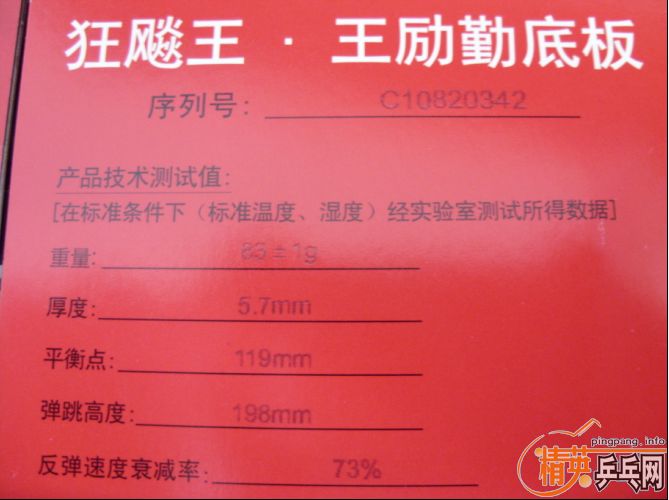 狂飚王·王励勤底板
序列号: C10820342
产品技术测试值:
[在标准条件下(标准温度、湿度)经实验室测试所得数据]
重量: 85±1g
厚度: 5.7mm
平衡点: 119mm
弹跳高度: 198mm
反弹速度衰减率: 73%
pingpang.info
精英乒乓网